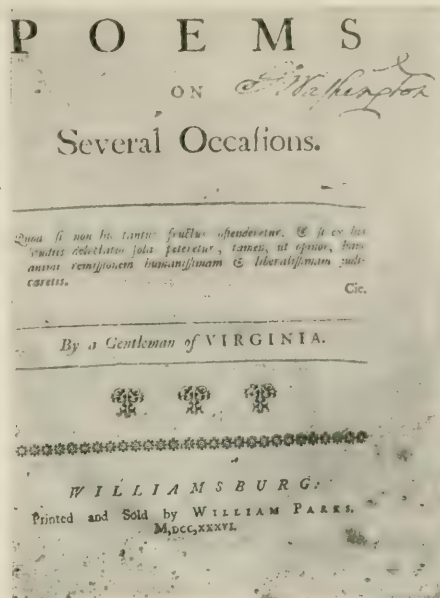 POEMS
ON
Washington
Several Occaſions.
Quod ſi non hic tantus fructus oſtenderetur, & ſi ex his
ſtudiis delectatio ſola peteretur, tamen, ut opinor, hanc
animi remiſſionem humaniſſimam & liberaliſſimam judi-
caretis.
Cic.
By a Gentleman of VIRGINIA.
WILLIAMSBURG:
Printed and Sold by WILLIAM PARKS.
M,DCC,XXXVI.